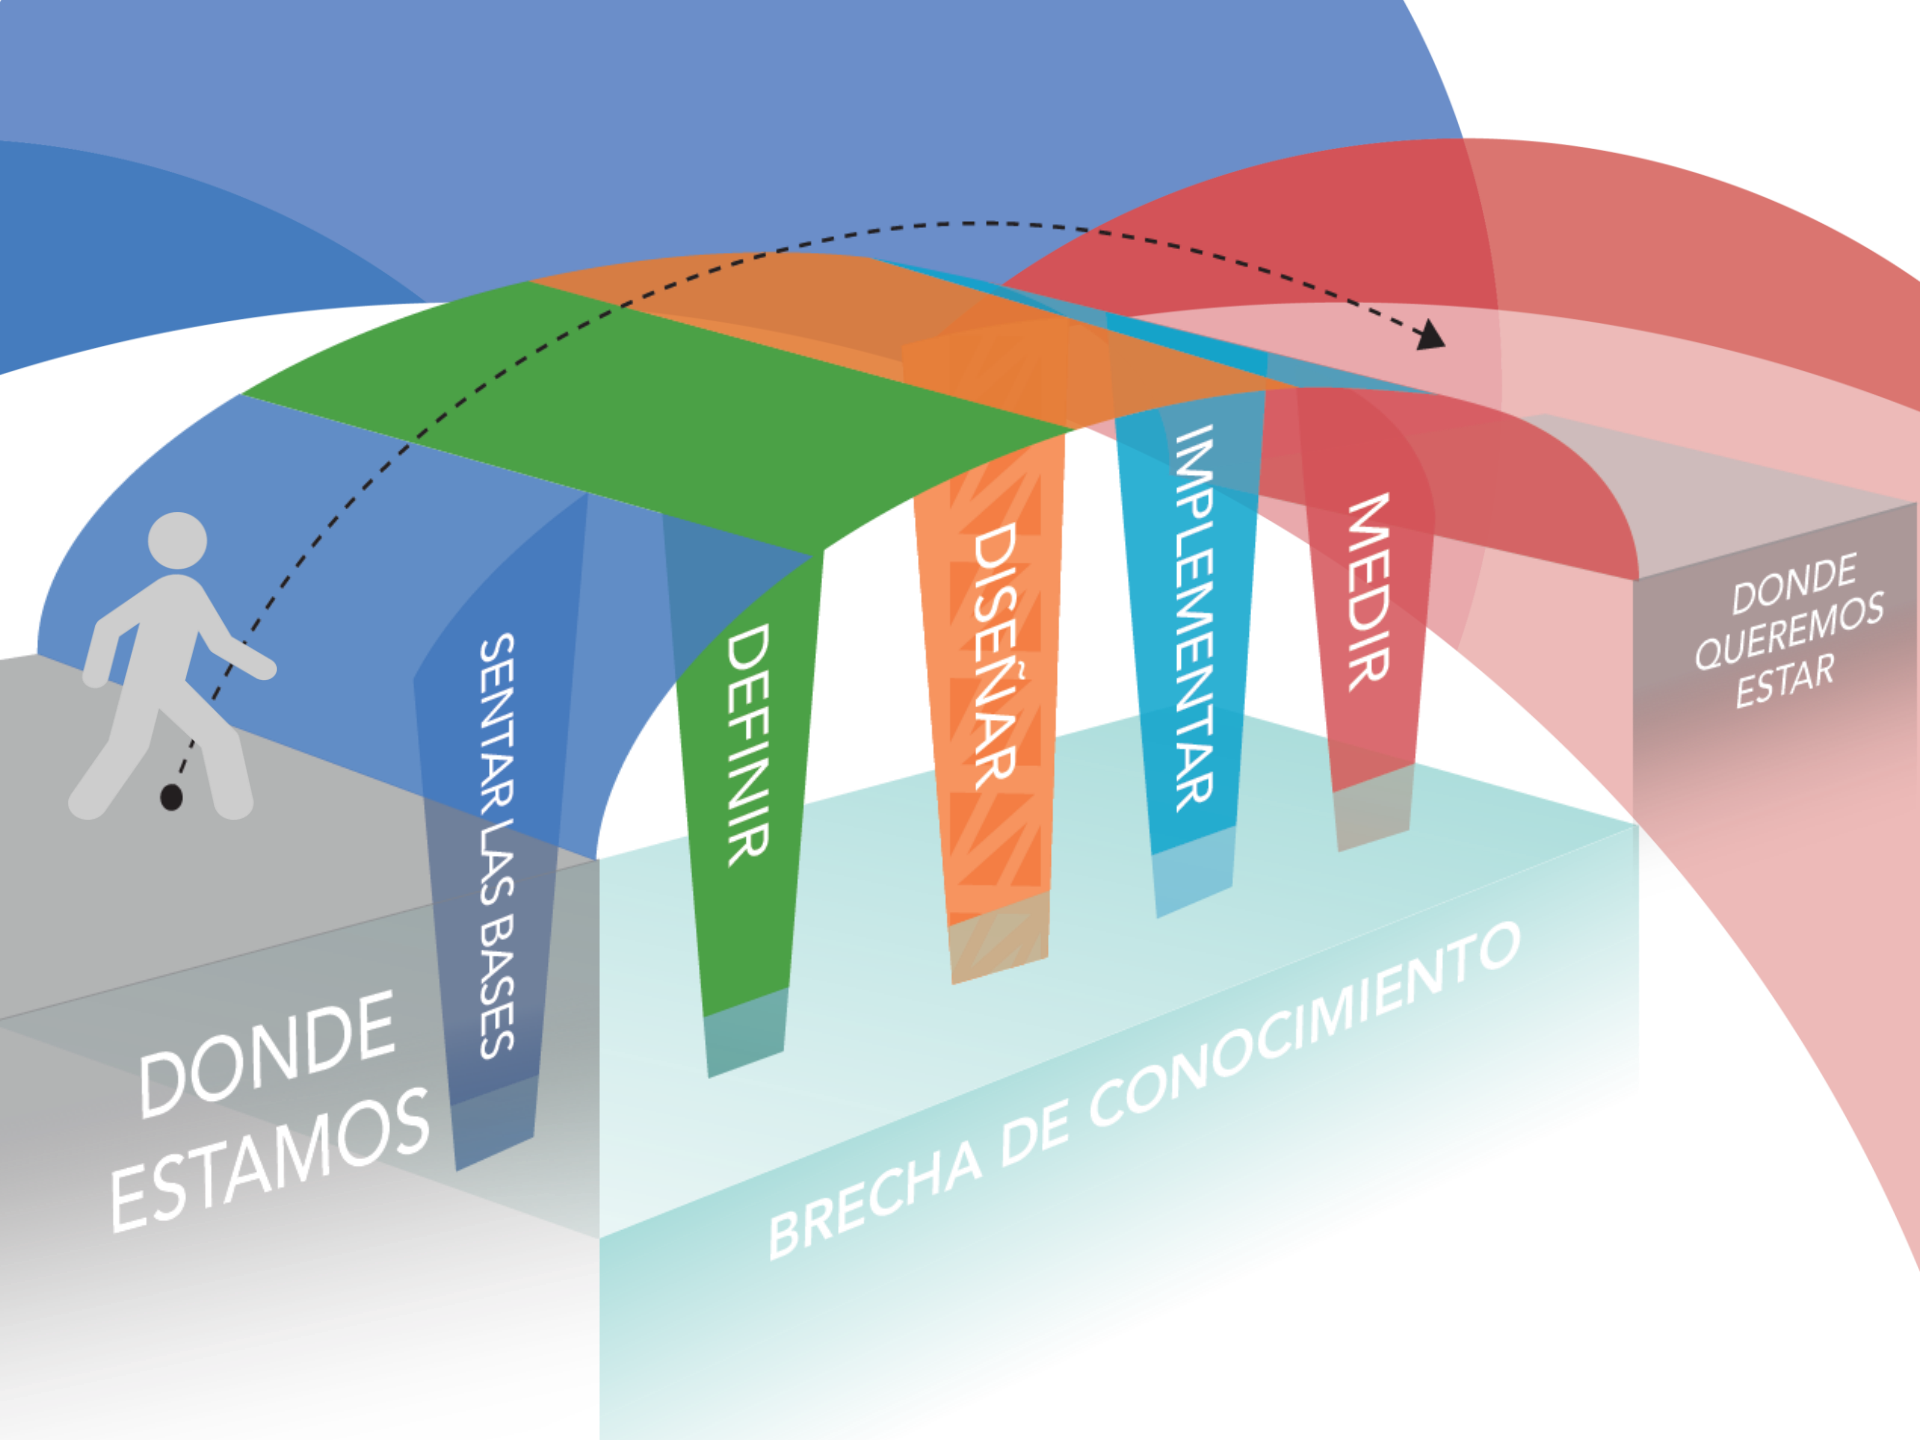 SENTAR LAS BASES
DEFINIR
DISEÑAR
IMPLEMENTAR
MEDIR
DONDE
QUEREMOS
ESTAR
DONDE
ESTAMOS
BRECHA DE CONOCIMIENTO